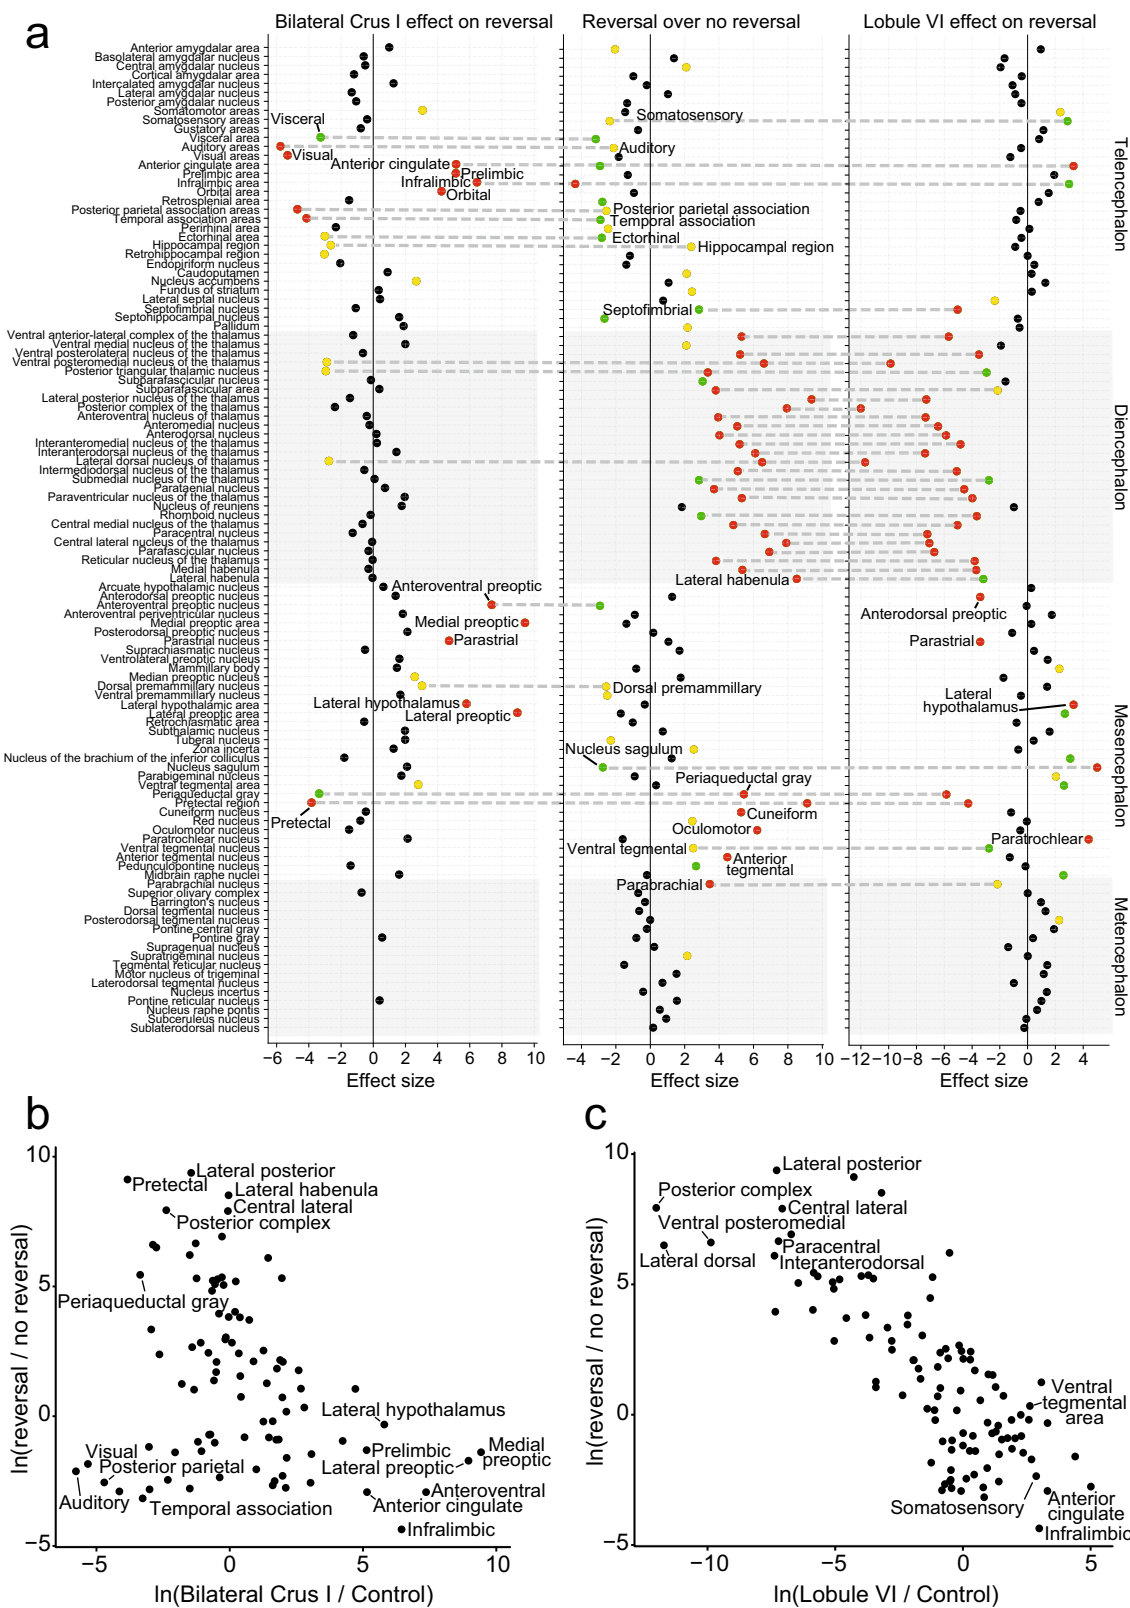 a
Bilateral Crus I effect on reversal
Reversal over no reversal
Lobule VI effect on reversal
Anterior amygdalar area
Basolateral amygdalar nucleus
Central amygdalar nucleus
Cortical amygdalar area
Intercalated amygdalar nucleus
Lateral amygdalar nucleus
Posterior amygdalar nucleus
Somatomotor areas
Somatosensory areas
Gustatory areas
Visceral area
Auditory areas
Visual areas
Anterior cingulate area
Prelimbic area
Infralimbic area
Orbital area
Retrosplenial area
Posterior parietal association areas
Temporal association areas
Perirhinal area
Ectorhinal area
Hippocampal region
Retrohippocampal region
Endopiriform nucleus
Caudoputamen
Nucleus accumbens
Fundus of striatum
Lateral septal nucleus
Septofimbrial nucleus
Septohippocampal nucleus
Pallidum
Ventral anterior-lateral complex of the thalamus
Ventral medial nucleus of the thalamus
Ventral posterolateral nucleus of the thalamus
Ventral posteromedial nucleus of the thalamus
Posterior triangular thalamic nucleus
Subparafascicular nucleus
Subparafascicular area
Lateral posterior nucleus of the thalamus
Posterior complex of the thalamus
Anteroventral nucleus of thalamus
Anteromedial nucleus
Anterodorsal nucleus
Interanteromedial nucleus of the thalamus
Interanterodorsal nucleus of the thalamus
Lateral dorsal nucleus of thalamus
Intermediodorsal nucleus of the thalamus
Submedial nucleus of the thalamus
Parataenial nucleus
Paraventricular nucleus of the thalamus
Nucleus of reuniens
Rhomboid nucleus
Central medial nucleus of the thalamus
Paracentral nucleus
Central lateral nucleus of the thalamus
Parafascicular nucleus
Reticular nucleus of the thalamus
Medial habenula
Lateral habenula
Arcuate hypothalamic nucleus
Anterodorsal preoptic nucleus
Anteroventral preoptic nucleus
Anteroventral periventricular nucleus
Medial preoptic area
Posterodorsal preoptic nucleus
Parastrial nucleus
Suprachiasmatic nucleus
Ventrolateral preoptic nucleus
Mammillary body
Median preoptic nucleus
Dorsal premammillary nucleus
Ventral premammillary nucleus
Lateral hypothalamic area
Lateral preoptic area
Retrochiasmatic area
Subthalamic nucleus
Tuberal nucleus
Zona incerta
Nucleus of the brachium of the inferior colliculus
Nucleus sagulum
Parabigeminal nucleus
Ventral tegmental area
Periaqueductal gray
Pretectal region
Cuneiform nucleus
Red nucleus
Oculomotor nucleus
Paratrochlear nucleus
Ventral tegmental nucleus
Anterior tegmental nucleus
Pedunculopontine nucleus
Midbrain raphe nuclei
Parabrachial nucleus
Superior olivary complex
Barrington's nucleus
Dorsal tegmental nucleus
Posterodorsal tegmental nucleus
Pontine central gray
Pontine gray
Supragenual nucleus
Supratrigeminal nucleus
Tegmental reticular nucleus
Motor nucleus of trigeminal
Laterodorsal tegmental nucleus
Nucleus incertus
Pontine reticular nucleus
Nucleus raphe pontis
Subceruleus nucleus
Sublaterodorsal nucleus
Visceral
Visual
Anterior cingulate
Prelimbic
Infralimbic
Orbital
Anteroventral preoptic
Medial preoptic
Parastrial
Lateral hypothalamus
Lateral preoptic
Pretectal
−6 −4 −2 0 2 4 6 8 10
Effect size
Somatosensory
Auditory
Posterior parietal association
Temporal association
Ectorhinal
Hippocampal region
Septofimbrial
Lateral habenula
Dorsal premammillary
Nucleus sagulum
Periaqueductal gray
Cuneiform
Oculomotor
Ventral tegmental
Anterior
tegmental
Parabrachial
−4 −2 0 2 4 6 8 10
Effect size
Anterodorsal preoptic
Parastrial
Lateral
hypothalamus
Paratrochlear
−12 −10 −8 −6 −4 −2 0 2 4
Effect size
Telencephalon
Diencephalon
Mesencephalon
Metencephalon
b
10
5
0
−5
ln(reversal / no reversal)
Lateral posterior
Pretectal
Lateral habenula
Central lateral
Posterior complex
Periaqueductal gray
Lateral hypothalamus
Visual
Prelimbic
Medial
preoptic
Posterior parietal
Lateral preoptic
Auditory
Temporal association
Anteroventral
Anterior cingulate
Infralimbic
−5 0 5 10
ln(Bilateral Crus I / Control)
c
10
5
0
−5
ln(reversal / no reversal)
Lateral posterior
Posterior complex
Central lateral
Ventral posteromedial
Paracentral
Lateral dorsal
Interanterodorsal
Ventral
tegmental
area
Somatosensory
Anterior
cingulate
Infralimbic
−10 −5 0 5
ln(Lobule VI / Control)